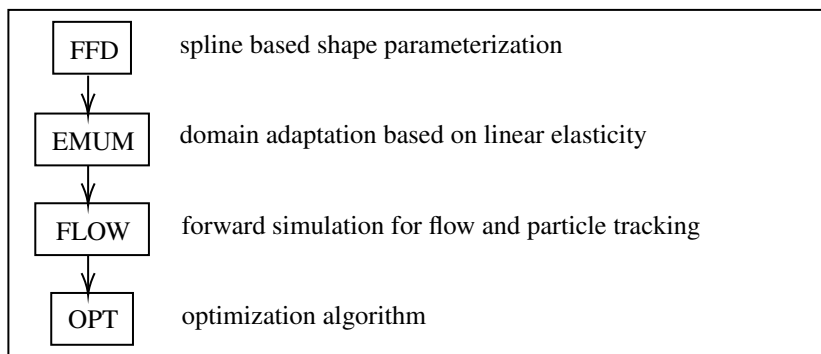 FFD spline based shape parameterization
EMUM domain adaptation based on linear elasticity
FLOW forward simulation for flow and particle tracking
OPT optimization algorithm